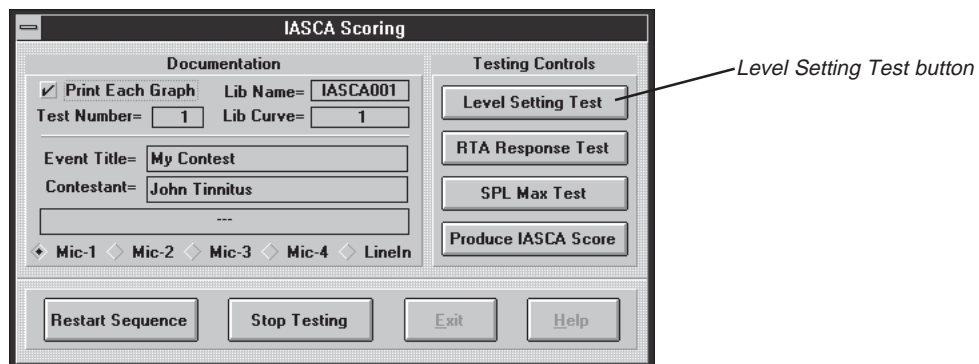 IASCA Scoring
Documentation
Print Each Graph Lib Name= IASCA001
Test Number= 1 Lib Curve= 1
Event Title= My Contest
Contestant= John Tinnitus
---
Mic-1 Mic-2 Mic-3 Mic-4 LineIn
Testing Controls
Level Setting Test
RTA Response Test
SPL Max Test
Produce IASCA Score
Level Setting Test button
Restart Sequence Stop Testing Exit Help